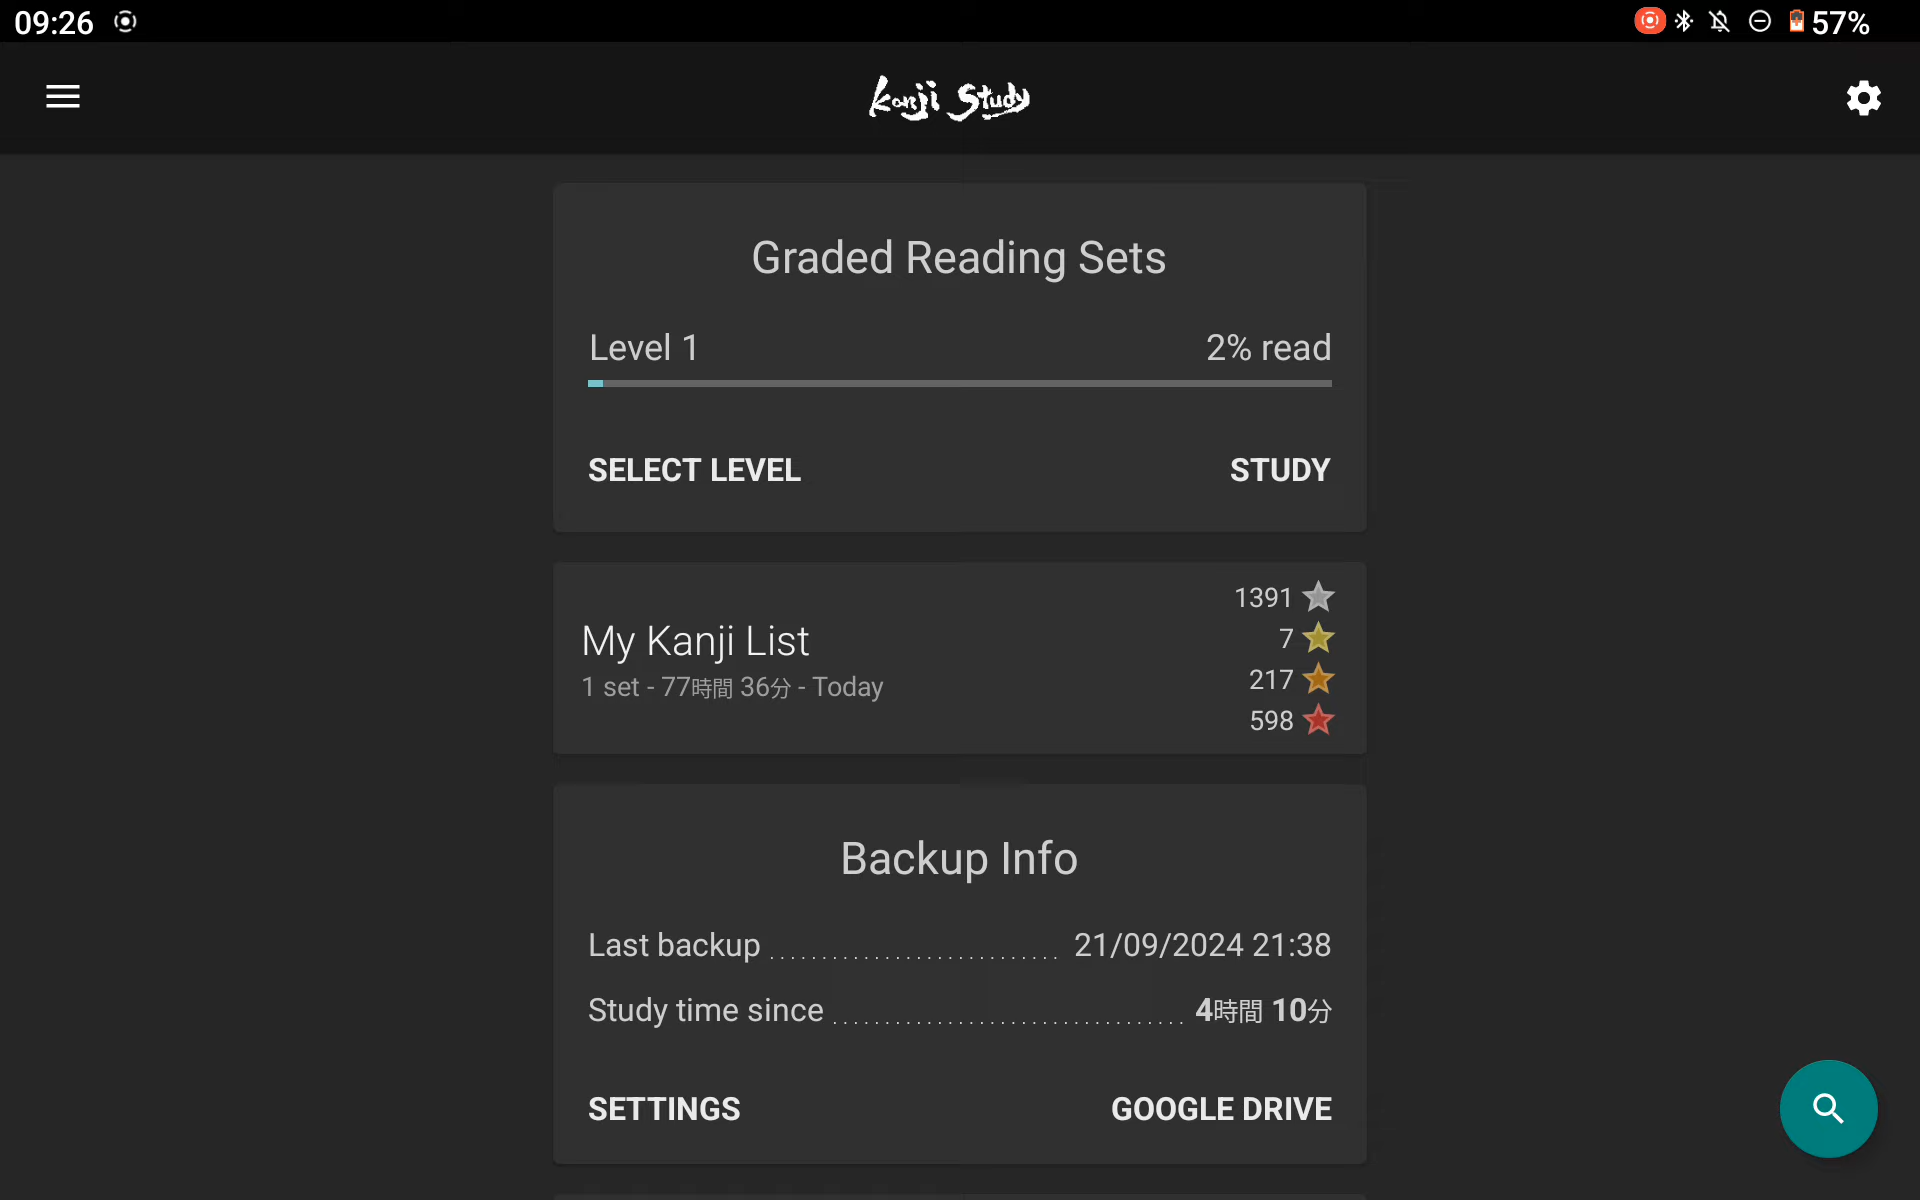 09:26
57%
Kanji Study
Graded Reading Sets
Level 1 2% read
SELECT LEVEL STUDY
1391
7
My Kanji List
1 set - 77時間 36分 - Today
217
598
Backup Info
Last backup 21/09/2024 21:38
Study time since 4時間 10分
SETTINGS GOOGLE DRIVE